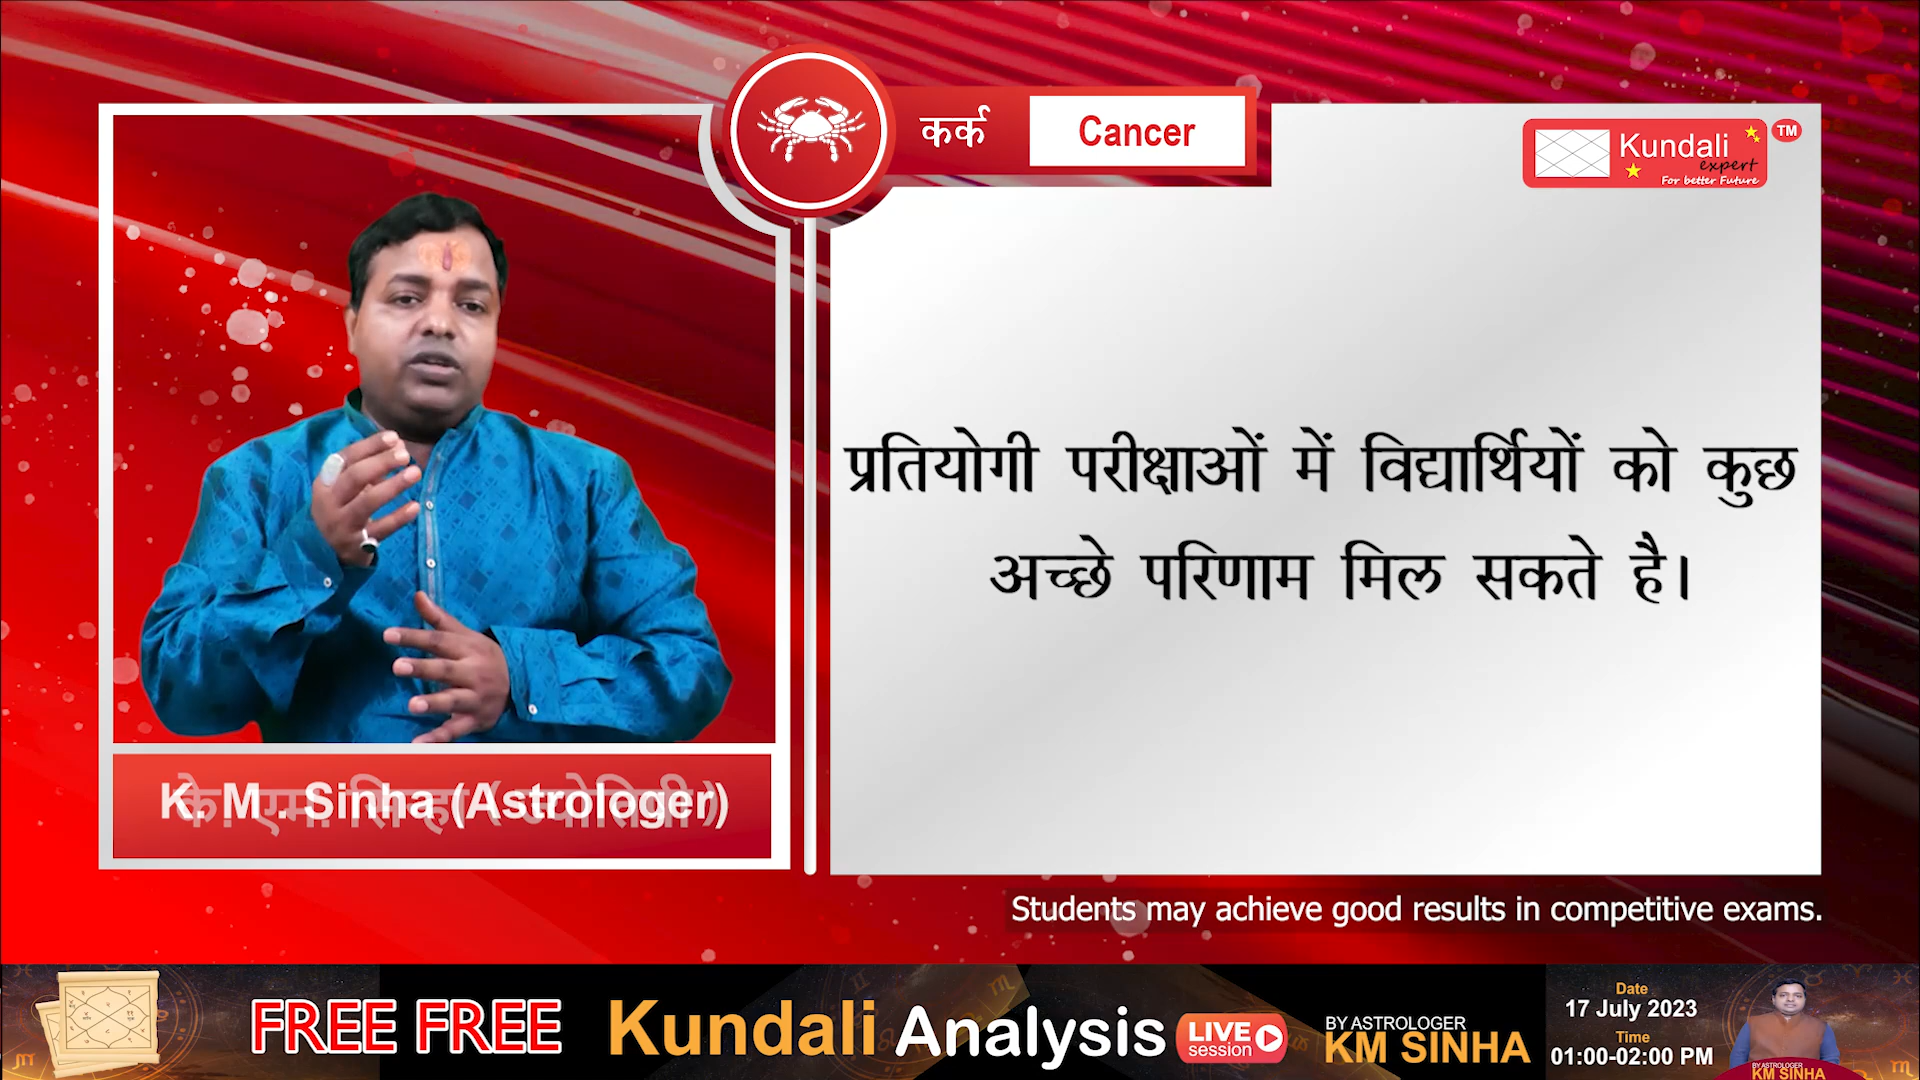 कर्क
Cancer
Kundali
expert
For better Future
TM
प्रतियोगी परीक्षाओं में विद्यार्थियों को कुछ
अच्छे परिणाम मिल सकते है।
K. M. Sinha (Astrologer)
के. एम. सिन्हा ( ज्योतिषी )
Students may achieve good results in competitive exams.
FREE FREE Kundali Analysis
LIVE
session
BY ASTROLOGER
KM SINHA
Date
17 July 2023
Time
01:00-02:00 PM
BY ASTROLOGER
KM SINHA